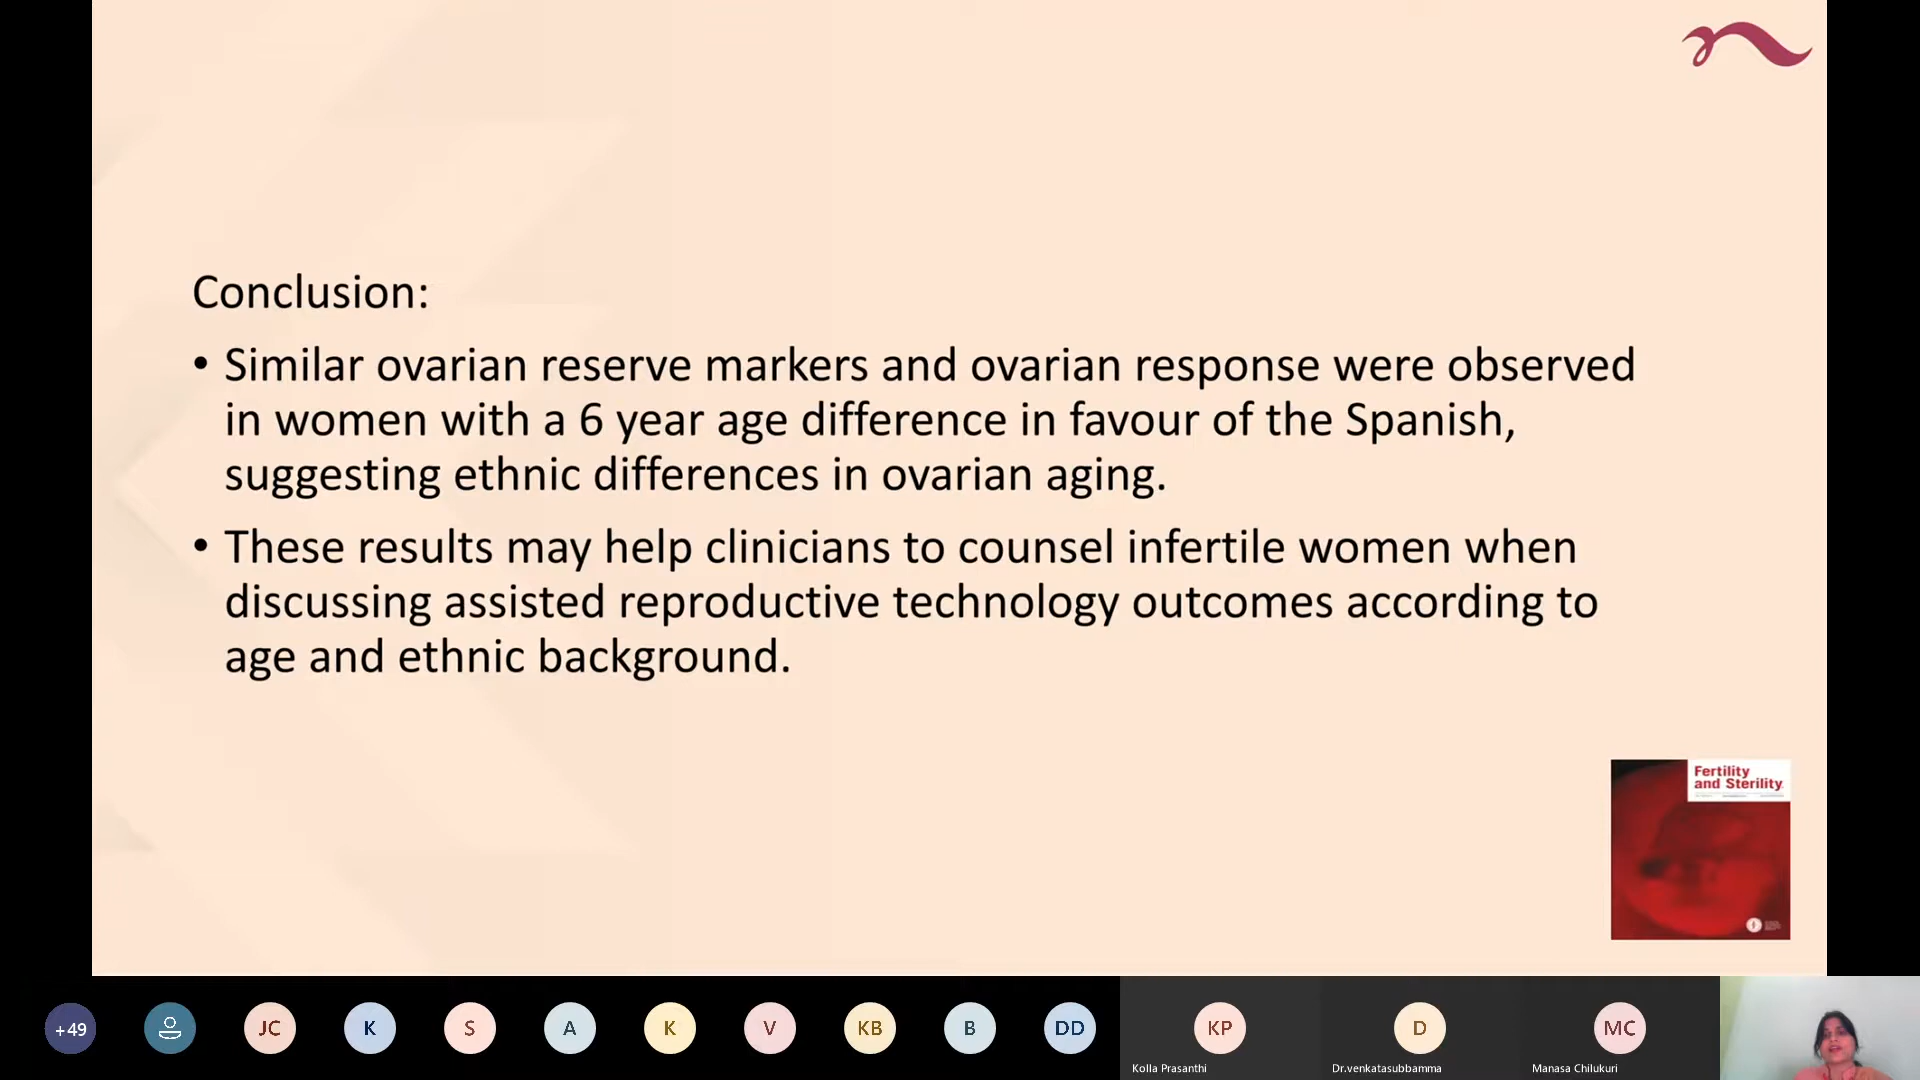 Conclusion:
• Similar ovarian reserve markers and ovarian response were observed
in women with a 6 year age difference in favour of the Spanish,
suggesting ethnic differences in ovarian aging.
• These results may help clinicians to counsel infertile women when
discussing assisted reproductive technology outcomes according to
age and ethnic background.
Fertility
and Sterility
+49
JC
K
S
A
K
V
KB
B
DD
KP
D
MC
Kolla Prasanthi
Dr.venkatasubbamma
Manasa Chilukuri